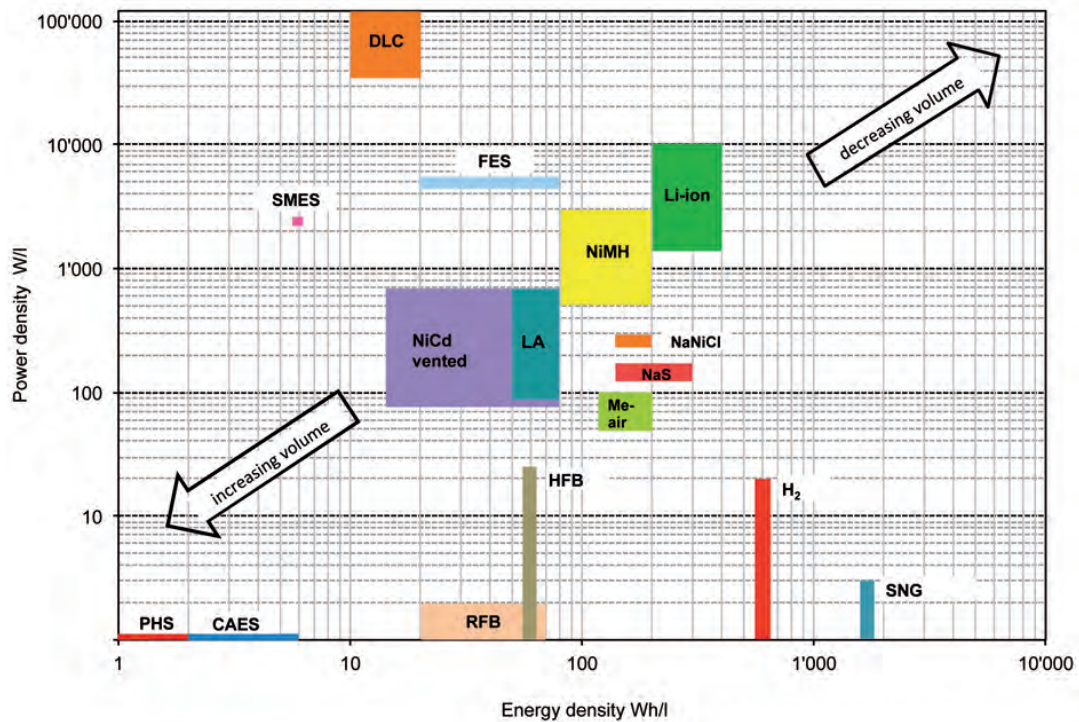 100'000
DLC
decreasing volume
10'000
FES
SMES
Li-ion
NiMH
1'000
Power density W/l
NiCd
vented
LA
NaNiCl
NaS
100
Me-
air
increasing volume
HFB
H₂
10
SNG
PHS
CAES
RFB
1
10
100
1'000
10'000
Energy density Wh/l